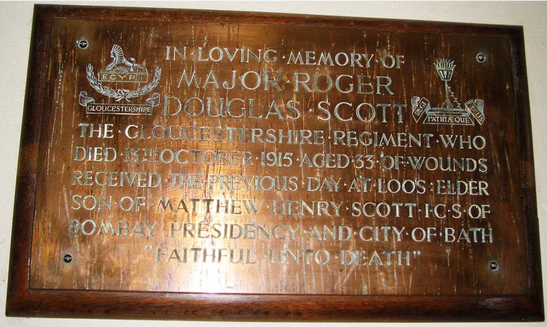 EGYPT
GLOUCESTERSHIRE
PATRIÆQUE
IN·LOVING·MEMORY·OF
MAJOR·ROGER
DOUGLAS·SCOTT
THE·GLOUCESTERSHIRE·REGIMENT·WHO
DIED·13TH·OCTOBER·1915·AGED·33·OF·WOUNDS
RECEIVED·THE·PREVIOUS·DAY·AT·LOOS·ELDER
SON·OF·MATTHEW·HENRY·SCOTT·I·C·S·OF
BOMBAY·PRESIDENCY·AND·CITY·OF·BATH
"FAITHFUL·UNTO·DEATH"